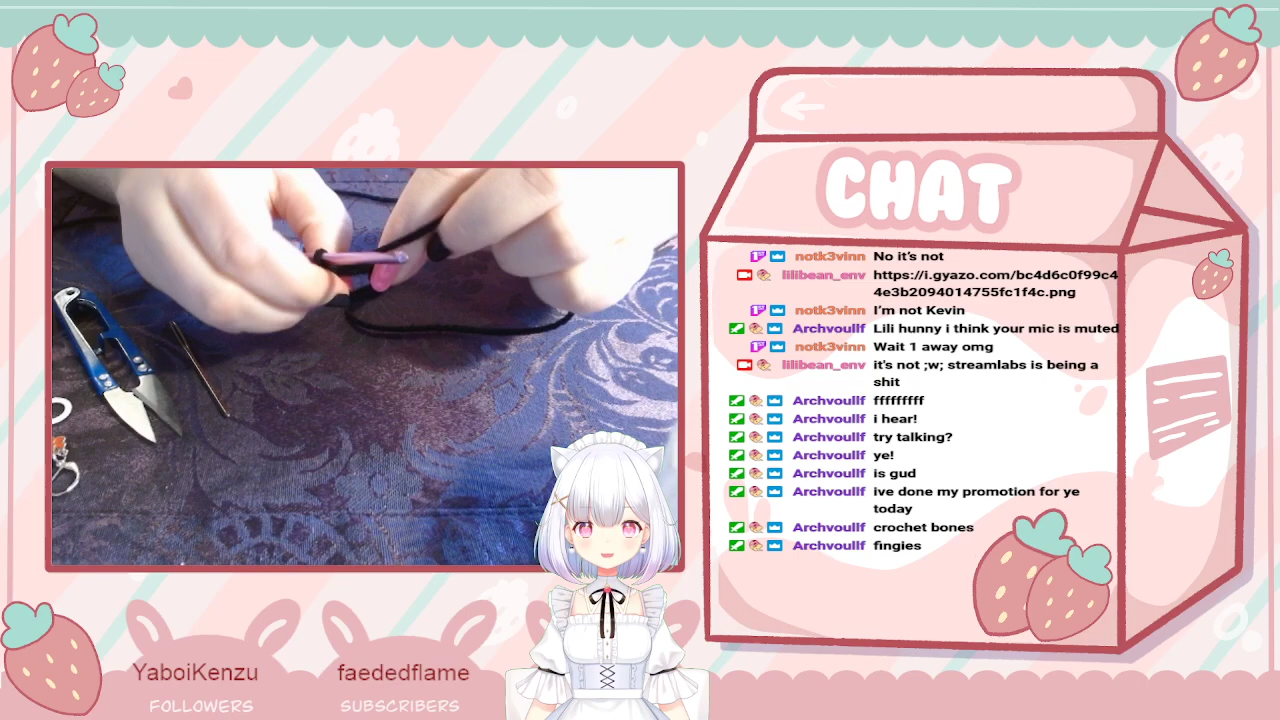 CHAT
notk3vinn No it's not
lilibean_env https://i.gyazo.com/bc4d6c0f99c4
4e3b2094014755fc1f4c.png
notk3vinn I'm not Kevin
Archvoullf Lili hunny i think your mic is muted
notk3vinn Wait 1 away omg
lilibean_env it's not ;w; streamlabs is being a
shit
Archvoullf fffffffff
Archvoullf i hear!
Archvoullf try talking?
Archvoullf ye!
Archvoullf is gud
Archvoullf ive done my promotion for ye
today
Archvoullf crochet bones
Archvoullf fingies
YaboiKenzu faededflame
FOLLOWERS SUBSCRIBERS